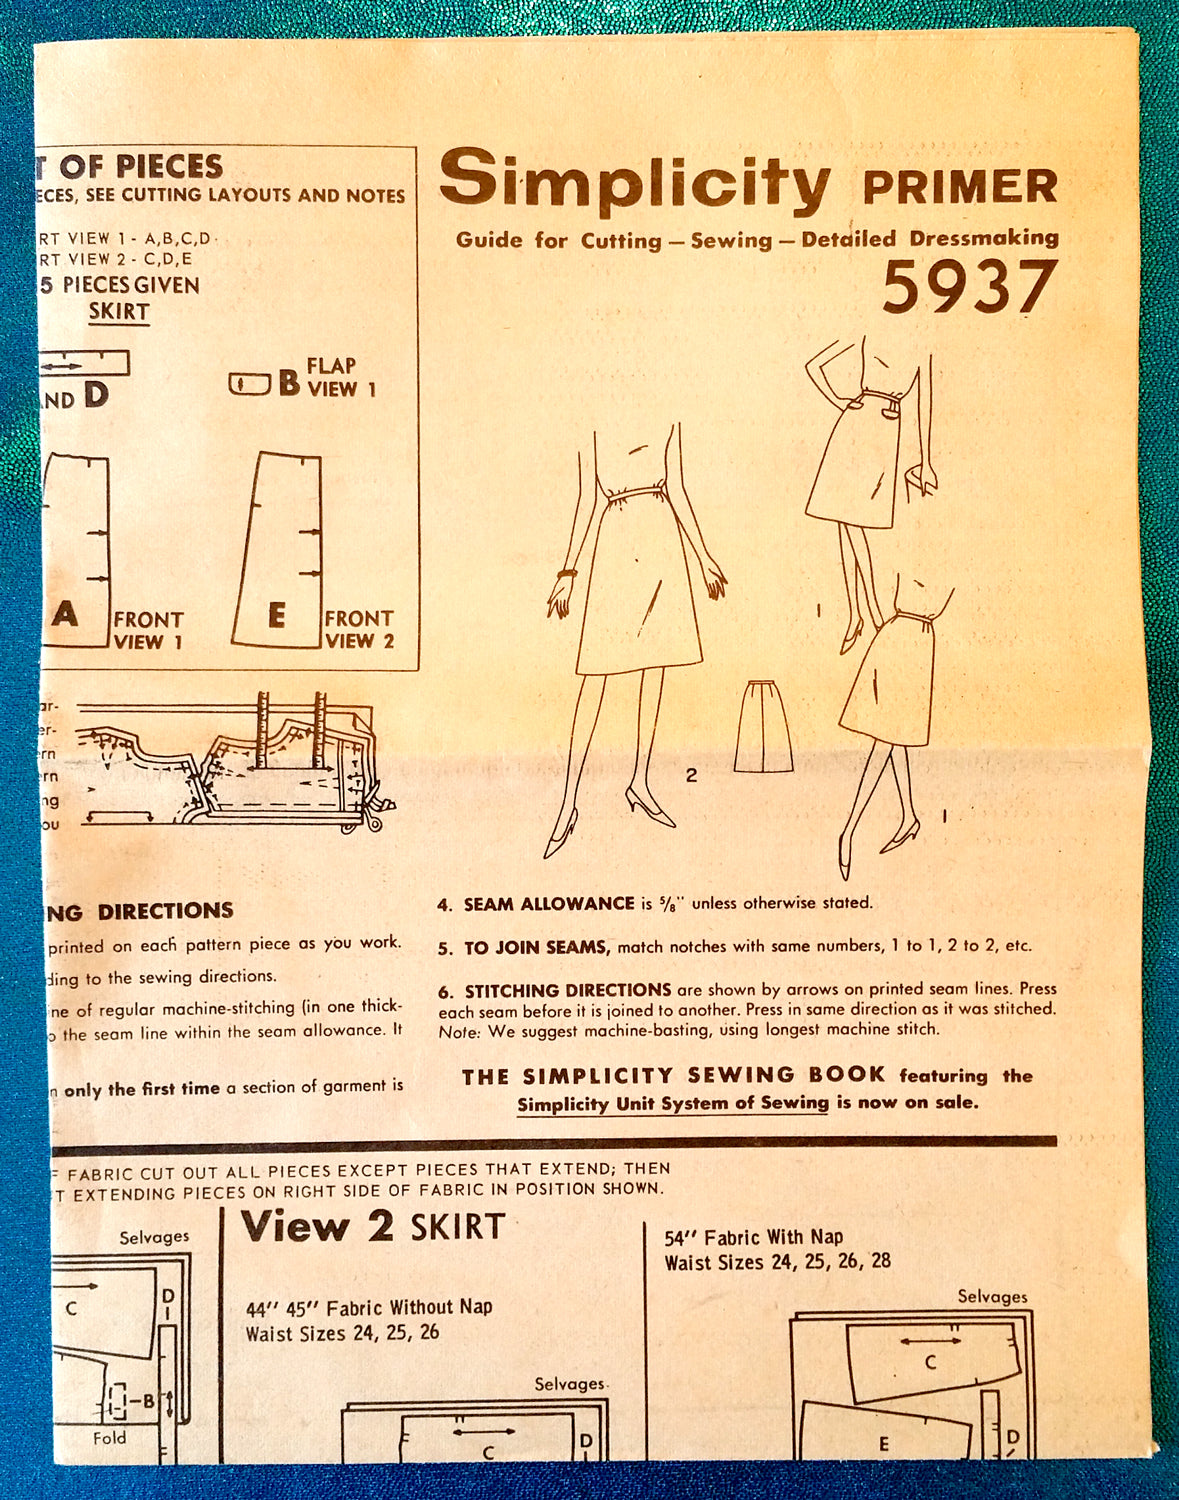 T OF PIECES
ECES, SEE CUTTING LAYOUTS AND NOTES
RT VIEW 1 - A,B,C,D
RT VIEW 2 - C,D,E
5 PIECES GIVEN
SKIRT
ND D
B FLAP
VIEW 1
A FRONT
VIEW 1
E FRONT
VIEW 2
Simplicity PRIMER
Guide for Cutting — Sewing — Detailed Dressmaking
5937
1
2
1
ar-
er-
rn
rn
ng
ou
NG DIRECTIONS
printed on each pattern piece as you work.
ding to the sewing directions.
ne of regular machine-stitching (in one thick-
o the seam line within the seam allowance. It
n only the first time a section of garment is
4. SEAM ALLOWANCE is 5/8" unless otherwise stated.
5. TO JOIN SEAMS, match notches with same numbers, 1 to 1, 2 to 2, etc.
6. STITCHING DIRECTIONS are shown by arrows on printed seam lines. Press
each seam before it is joined to another. Press in same direction as it was stitched.
Note: We suggest machine-basting, using longest machine stitch.
THE SIMPLICITY SEWING BOOK featuring the
Simplicity Unit System of Sewing is now on sale.
F FABRIC CUT OUT ALL PIECES EXCEPT PIECES THAT EXTEND; THEN
T EXTENDING PIECES ON RIGHT SIDE OF FABRIC IN POSITION SHOWN.
Selvages
C
D
B
Fold
View 2 SKIRT
44" 45" Fabric Without Nap
Waist Sizes 24, 25, 26
Selvages
C
D
54" Fabric With Nap
Waist Sizes 24, 25, 26, 28
Selvages
C
E
D